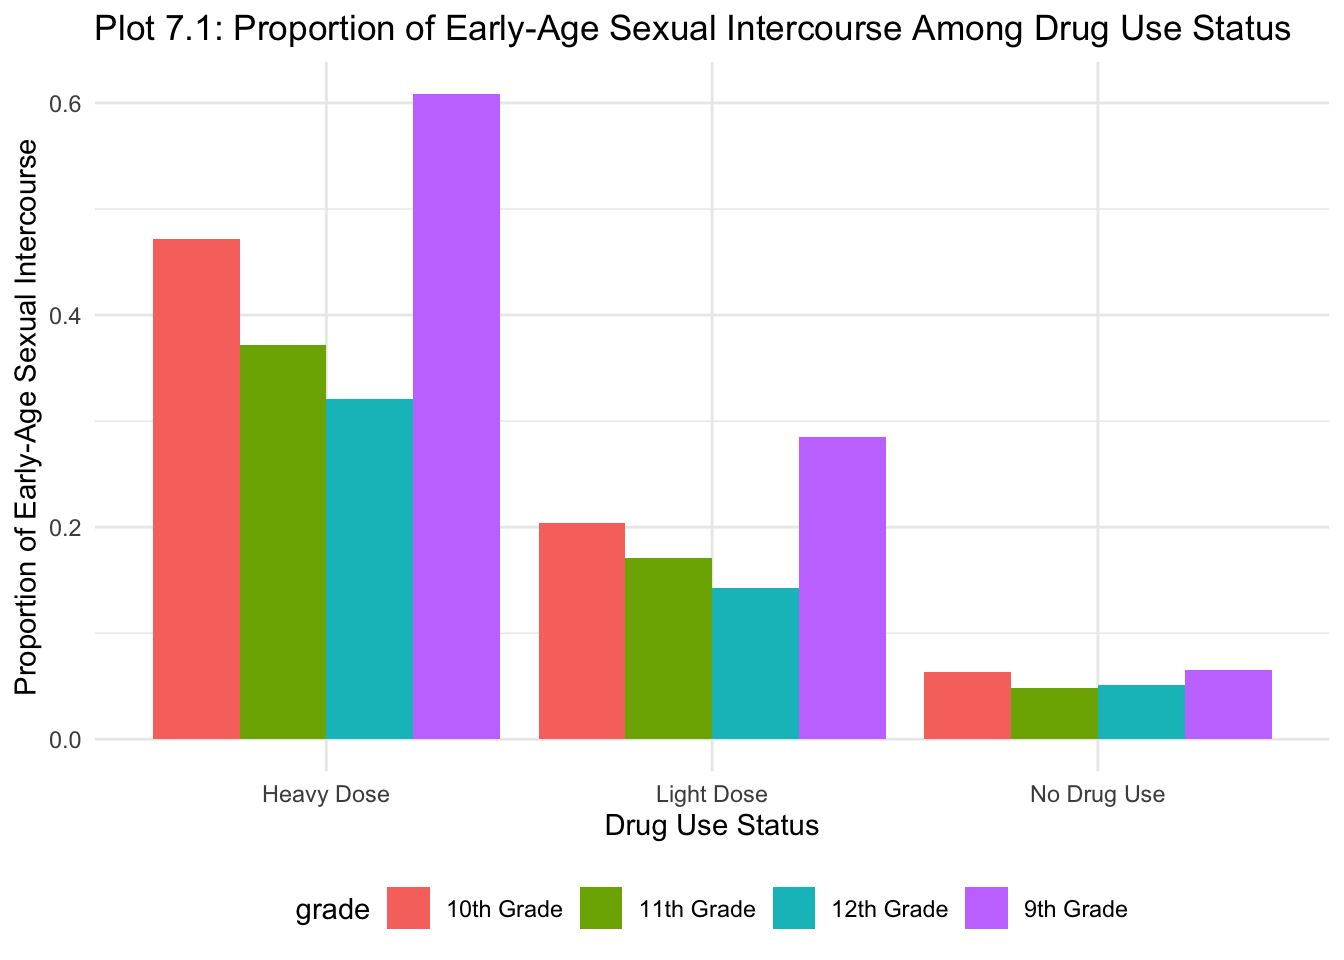 Plot 7.1: Proportion of Early-Age Sexual Intercourse Among Drug Use Status
Proportion of Early-Age Sexual Intercourse
0.6
0.4
0.2
0.0
Heavy Dose Light Dose No Drug Use
Drug Use Status
grade 10th Grade 11th Grade 12th Grade 9th Grade